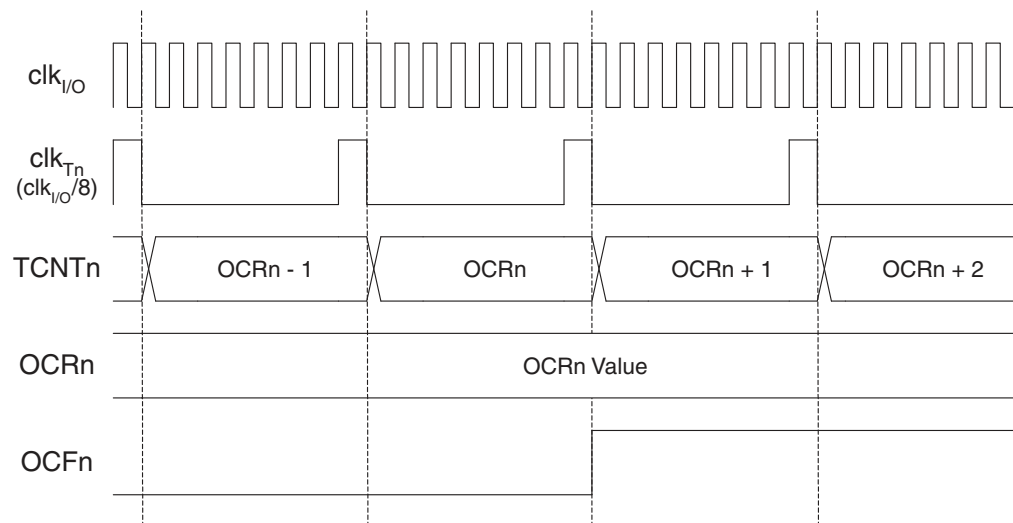 clkI/O
clkTn
(clkI/O/8)
TCNTn
OCRn - 1
OCRn
OCRn + 1
OCRn + 2
OCRn
OCRn Value
OCFn